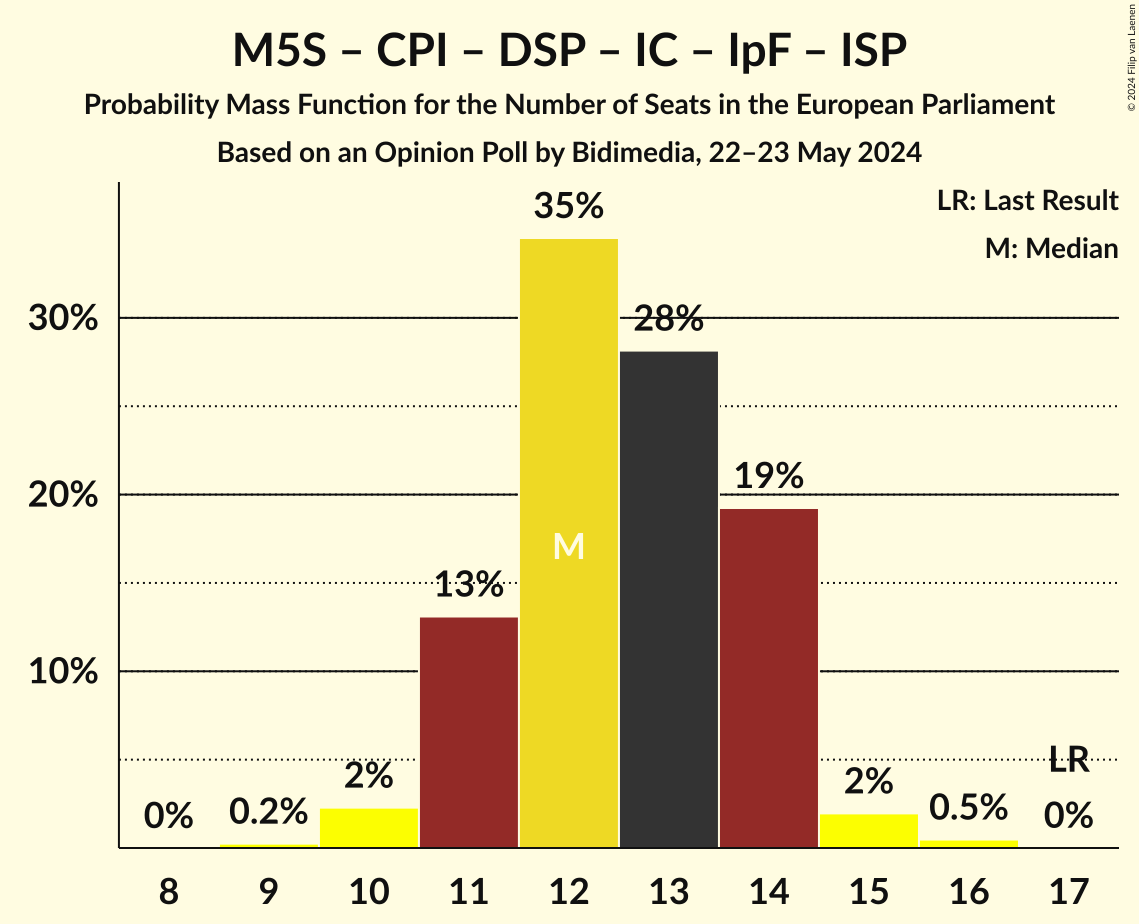 M5S – CPI – DSP – IC – IpF – ISP
Probability Mass Function for the Number of Seats in the European Parliament
Based on an Opinion Poll by Bidimedia, 22–23 May 2024
© 2024 Filip van Laenen
LR: Last Result
M: Median
35%
30%
28%
20%
19%
M
13%
10%
LR
2%
2%
0%
0.2%
0.5%
0%
8 9 10 11 12 13 14 15 16 17